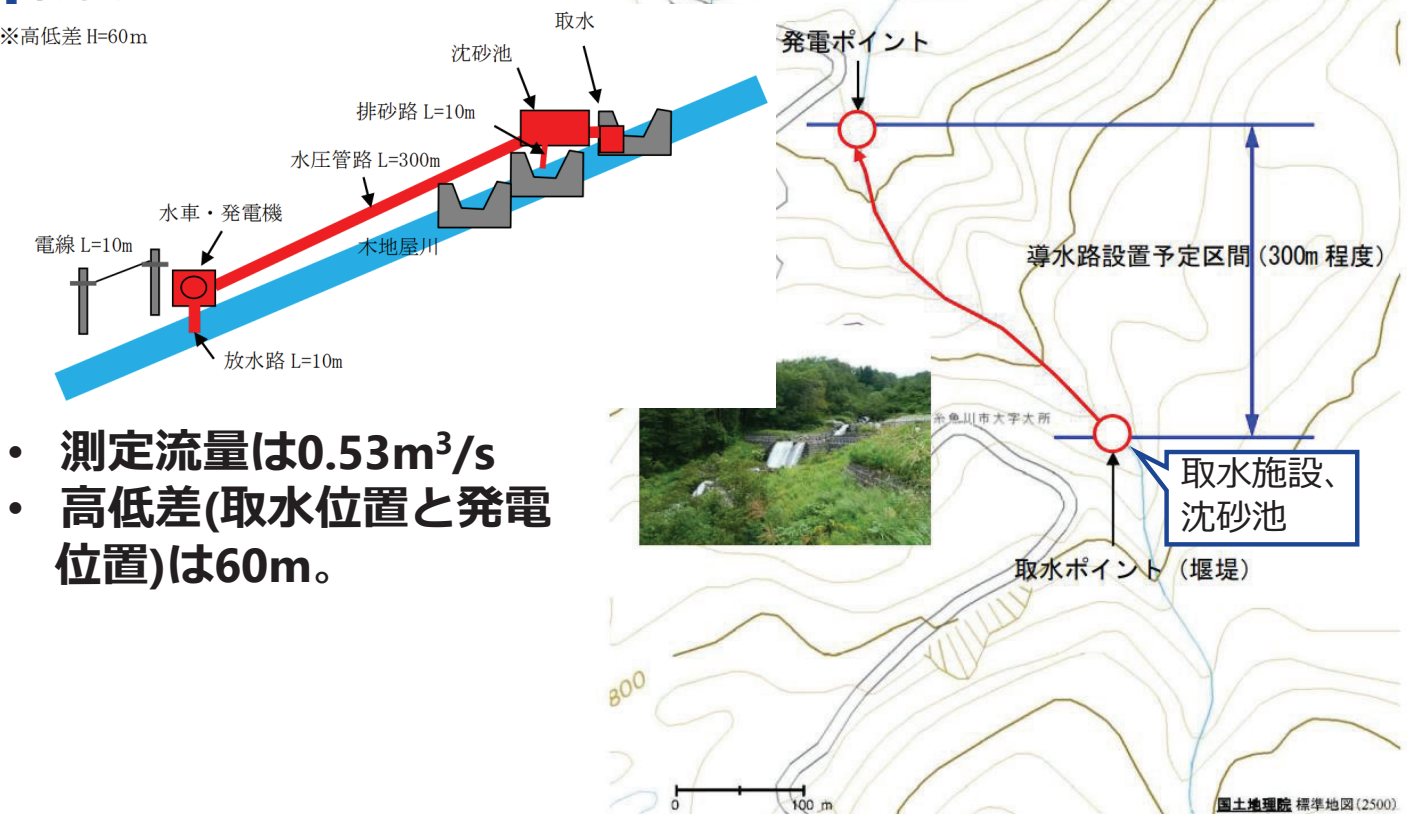 ※高低差 H=60m
取水
沈砂池
排砂路 L=10m
水圧管路 L=300m
水車・発電機
電線 L=10m
木地屋川
放水路 L=10m
• 測定流量は0.53m³/s
• 高低差(取水位置と発電
位置)は60m。
発電ポイント
導水路設置予定区間(300m 程度)
糸魚川市大字大所
取水施設、
沈砂池
取水ポイント（堰堤）
800
0 100 m
国土地理院 標準地図(2500)